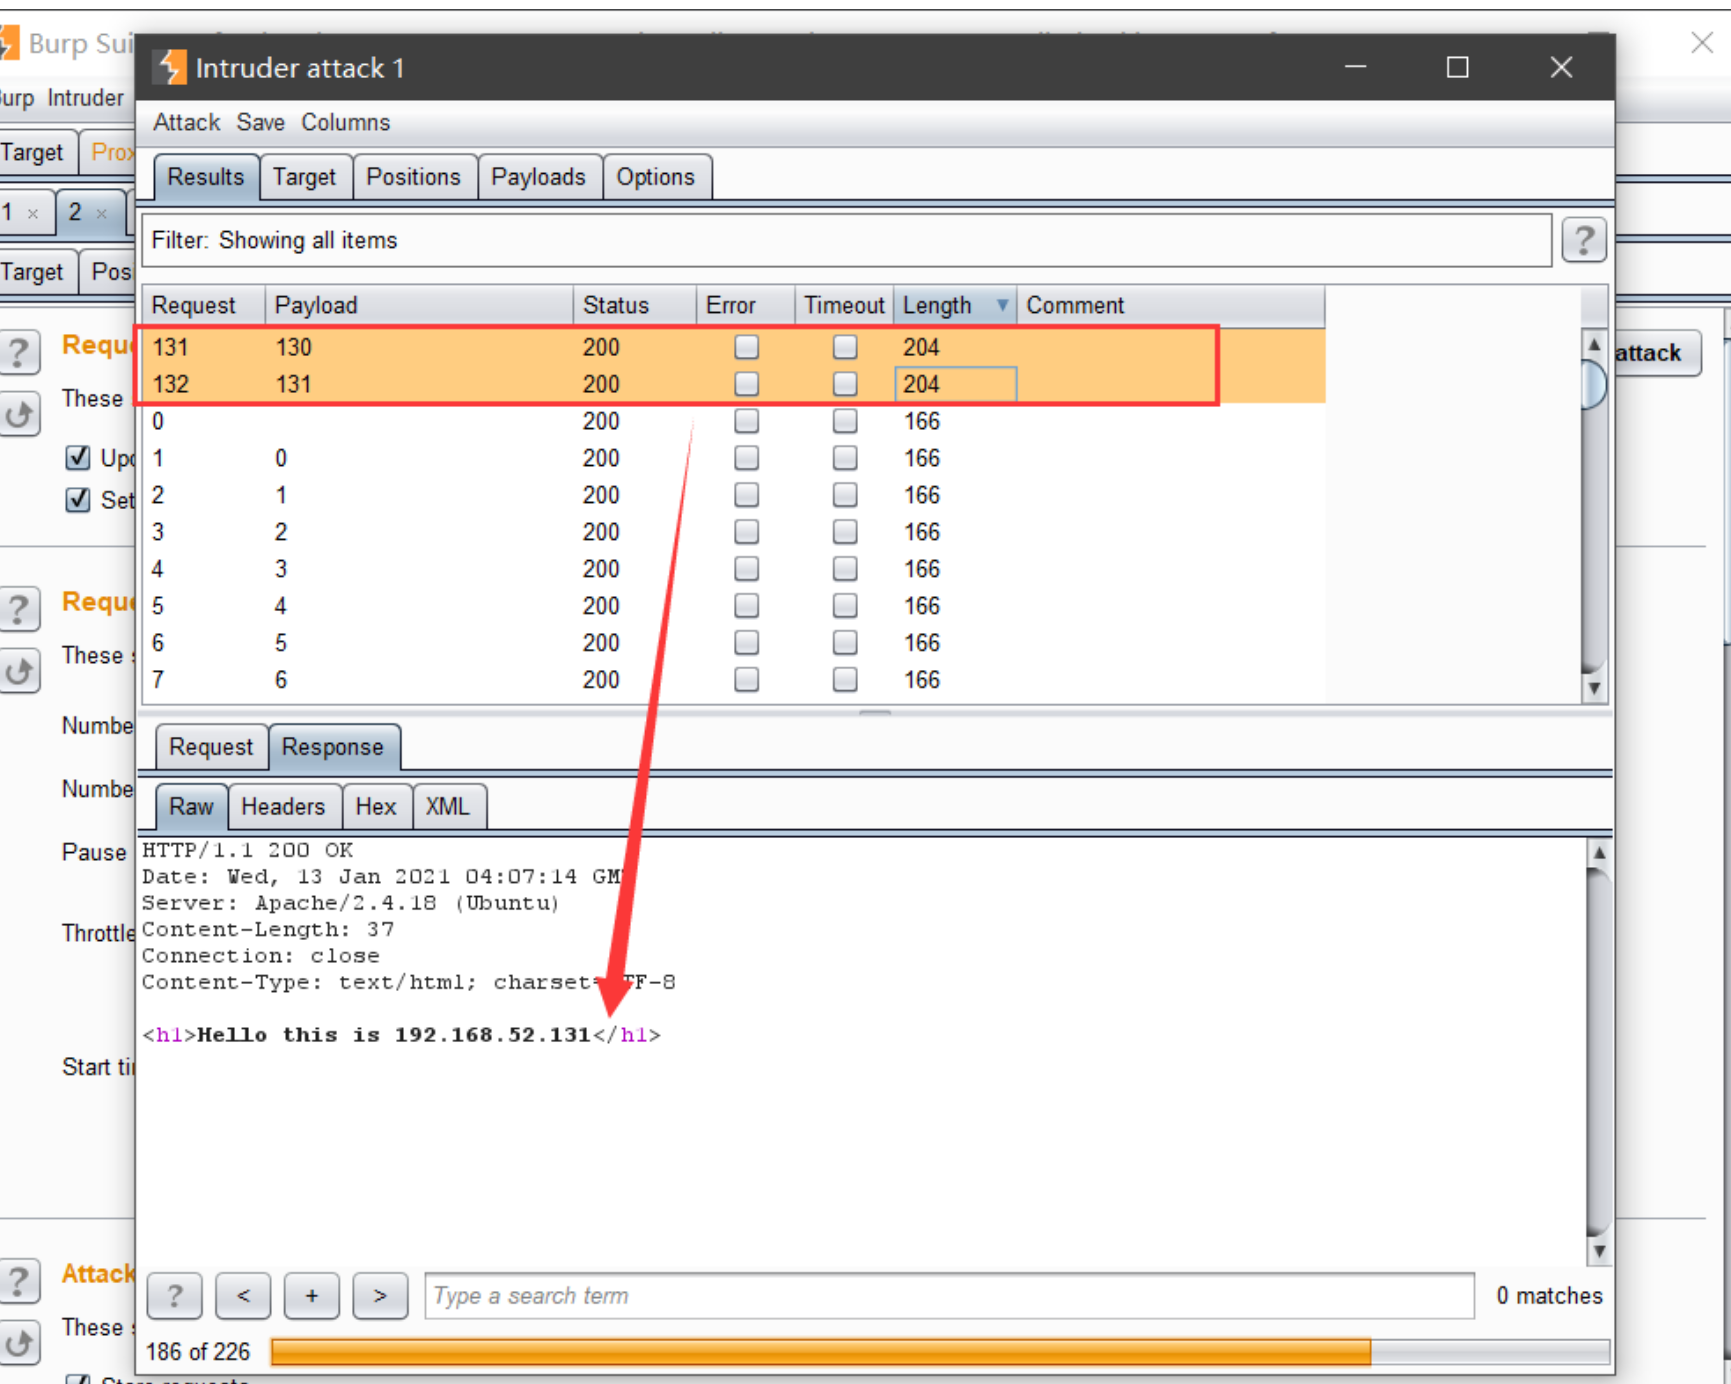 Burp Sui
Intruder attack 1
Burp Intruder
Attack Save Columns
Target Prox
Results Target Positions Payloads Options
1 × 2 ×
Filter: Showing all items ?
Target Pos
Request Payload Status Error Timeout Length Comment
? Reque 131 130 200 204 attack
These 132 131 200 204
0 200 166
Upd 1 0 200 166
Set 2 1 200 166
3 2 200 166
4 3 200 166
? Reque 5 4 200 166
These s 6 5 200 166
7 6 200 166
Numbe
Request Response
Numbe
Raw Headers Hex XML
Pause
HTTP/1.1 200 OK
Date: Wed, 13 Jan 2021 04:07:14 GM
Server: Apache/2.4.18 (Ubuntu)
Throttle
Content-Length: 37
Connection: close
Content-Type: text/html; charset= TF-8
<h1>Hello this is 192.168.52.131</h1>
Start ti
? Attack
? < + > Type a search term 0 matches
These s
186 of 226
Store requests